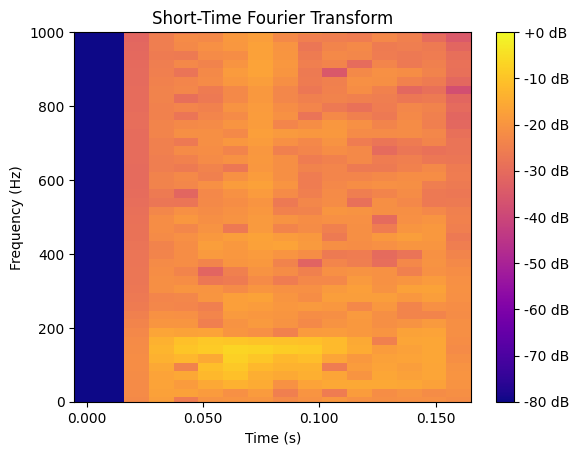 Short-Time Fourier Transform
1000
800
600
400
200
0
Frequency (Hz)
0.000
0.050
0.100
0.150
Time (s)
+0 dB
-10 dB
-20 dB
-30 dB
-40 dB
-50 dB
-60 dB
-70 dB
-80 dB